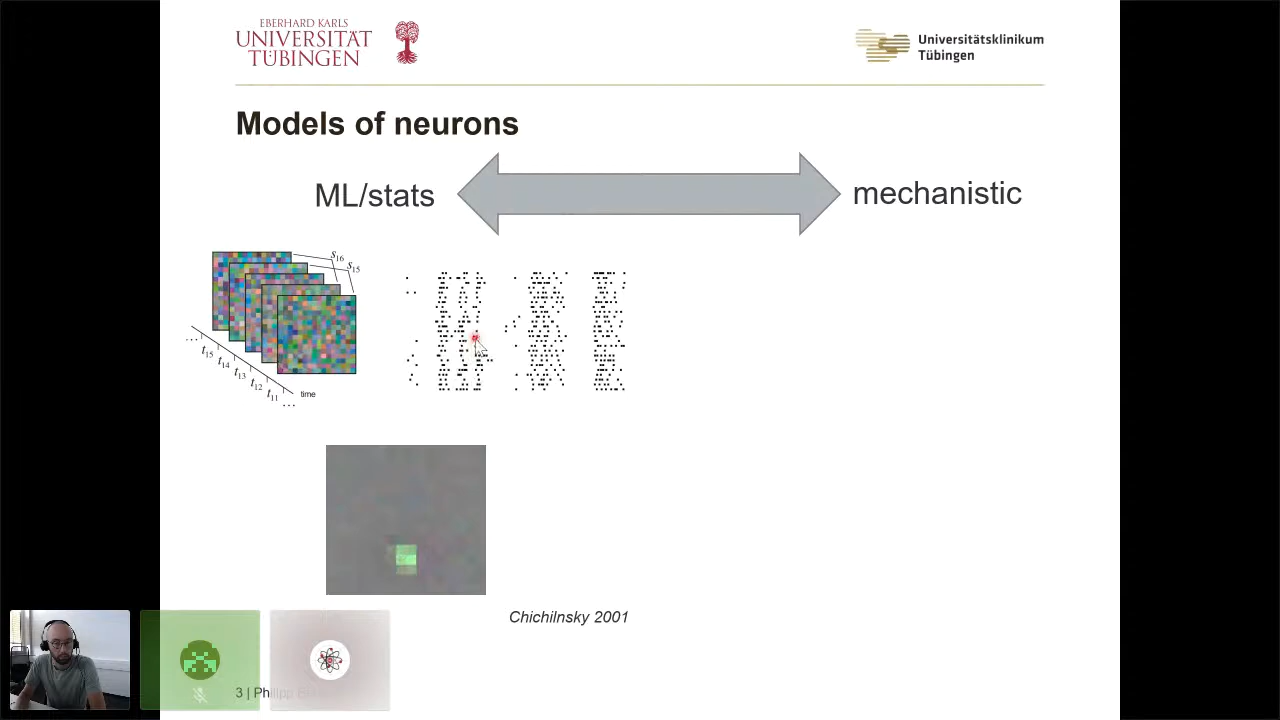 EBERHARD KARLS
UNIVERSITÄT
TÜBINGEN
Universitätsklinikum
Tübingen
Models of neurons
ML/stats
mechanistic
s16
s15
...
t15
t14
t13
t12
t11
time
...
Chichilnsky 2001
3 | Philipp